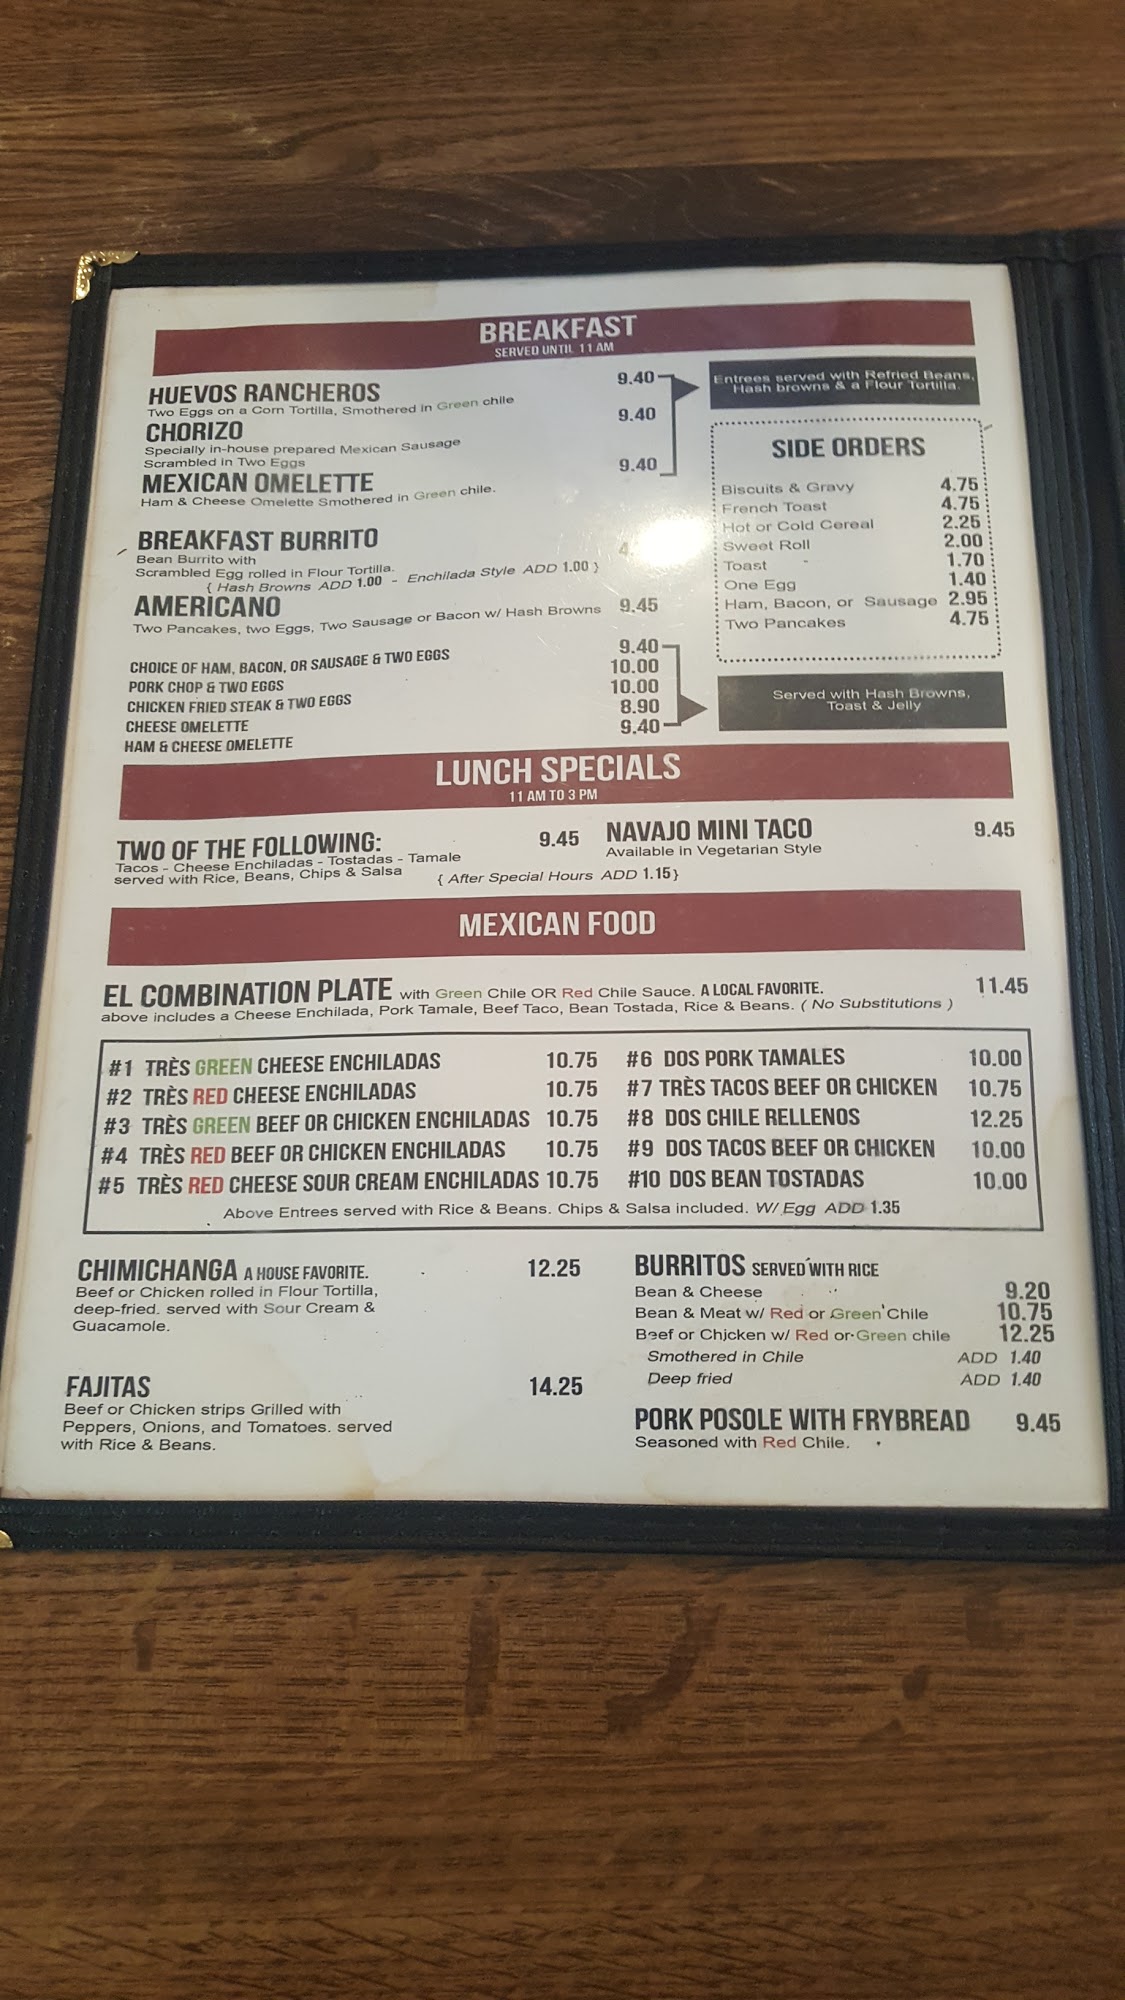 BREAKFAST
SERVED UNTIL 11 AM
HUEVOS RANCHEROS 9.40
Two Eggs on a Corn Tortilla, Smothered in Green chile
CHORIZO 9.40
Specially in-house prepared Mexican Sausage
Scrambled in Two Eggs
MEXICAN OMELETTE 9.40
Ham & Cheese Omelette Smothered in Green chile.
Entrees served with Refried Beans,
Hash browns & a Flour Tortilla.
BREAKFAST BURRITO
Bean Burrito with
Scrambled Egg rolled in Flour Tortilla.
{ Hash Browns ADD 1.00 - Enchilada Style ADD 1.00 }
AMERICANO 9.45
Two Pancakes, two Eggs, Two Sausage or Bacon w/ Hash Browns
CHOICE OF HAM, BACON, OR SAUSAGE & TWO EGGS 9.40
PORK CHOP & TWO EGGS 10.00
CHICKEN FRIED STEAK & TWO EGGS 10.00
CHEESE OMELETTE 8.90
HAM & CHEESE OMELETTE 9.40
SIDE ORDERS
Biscuits & Gravy 4.75
French Toast 4.75
Hot or Cold Cereal 2.25
Sweet Roll 2.00
Toast 1.70
One Egg 1.40
Ham, Bacon, or Sausage 2.95
Two Pancakes 4.75
Served with Hash Browns,
Toast & Jelly
LUNCH SPECIALS
11 AM TO 3 PM
TWO OF THE FOLLOWING: 9.45
Tacos - Cheese Enchiladas - Tostadas - Tamale
served with Rice, Beans, Chips & Salsa
NAVAJO MINI TACO 9.45
Available in Vegetarian Style
{ After Special Hours ADD 1.15}
MEXICAN FOOD
EL COMBINATION PLATE with Green Chile OR Red Chile Sauce. A LOCAL FAVORITE. 11.45
above includes a Cheese Enchilada, Pork Tamale, Beef Taco, Bean Tostada, Rice & Beans. ( No Substitutions )
#1 TRÈS GREEN CHEESE ENCHILADAS 10.75
#2 TRÈS RED CHEESE ENCHILADAS 10.75
#3 TRÈS GREEN BEEF OR CHICKEN ENCHILADAS 10.75
#4 TRÈS RED BEEF OR CHICKEN ENCHILADAS 10.75
#5 TRÈS RED CHEESE SOUR CREAM ENCHILADAS 10.75
#6 DOS PORK TAMALES 10.00
#7 TRÈS TACOS BEEF OR CHICKEN 10.75
#8 DOS CHILE RELLENOS 12.25
#9 DOS TACOS BEEF OR CHICKEN 10.00
#10 DOS BEAN TOSTADAS 10.00
Above Entrees served with Rice & Beans. Chips & Salsa included. W/ Egg ADD 1.35
CHIMICHANGA A HOUSE FAVORITE. 12.25
Beef or Chicken rolled in Flour Tortilla,
deep-fried. served with Sour Cream &
Guacamole.
FAJITAS 14.25
Beef or Chicken strips Grilled with
Peppers, Onions, and Tomatoes. served
with Rice & Beans.
BURRITOS SERVED WITH RICE
Bean & Cheese 9.20
Bean & Meat w/ Red or Green Chile 10.75
Beef or Chicken w/ Red or Green chile 12.25
Smothered in Chile ADD 1.40
Deep fried ADD 1.40
PORK POSOLE WITH FRYBREAD 9.45
Seasoned with Red Chile.